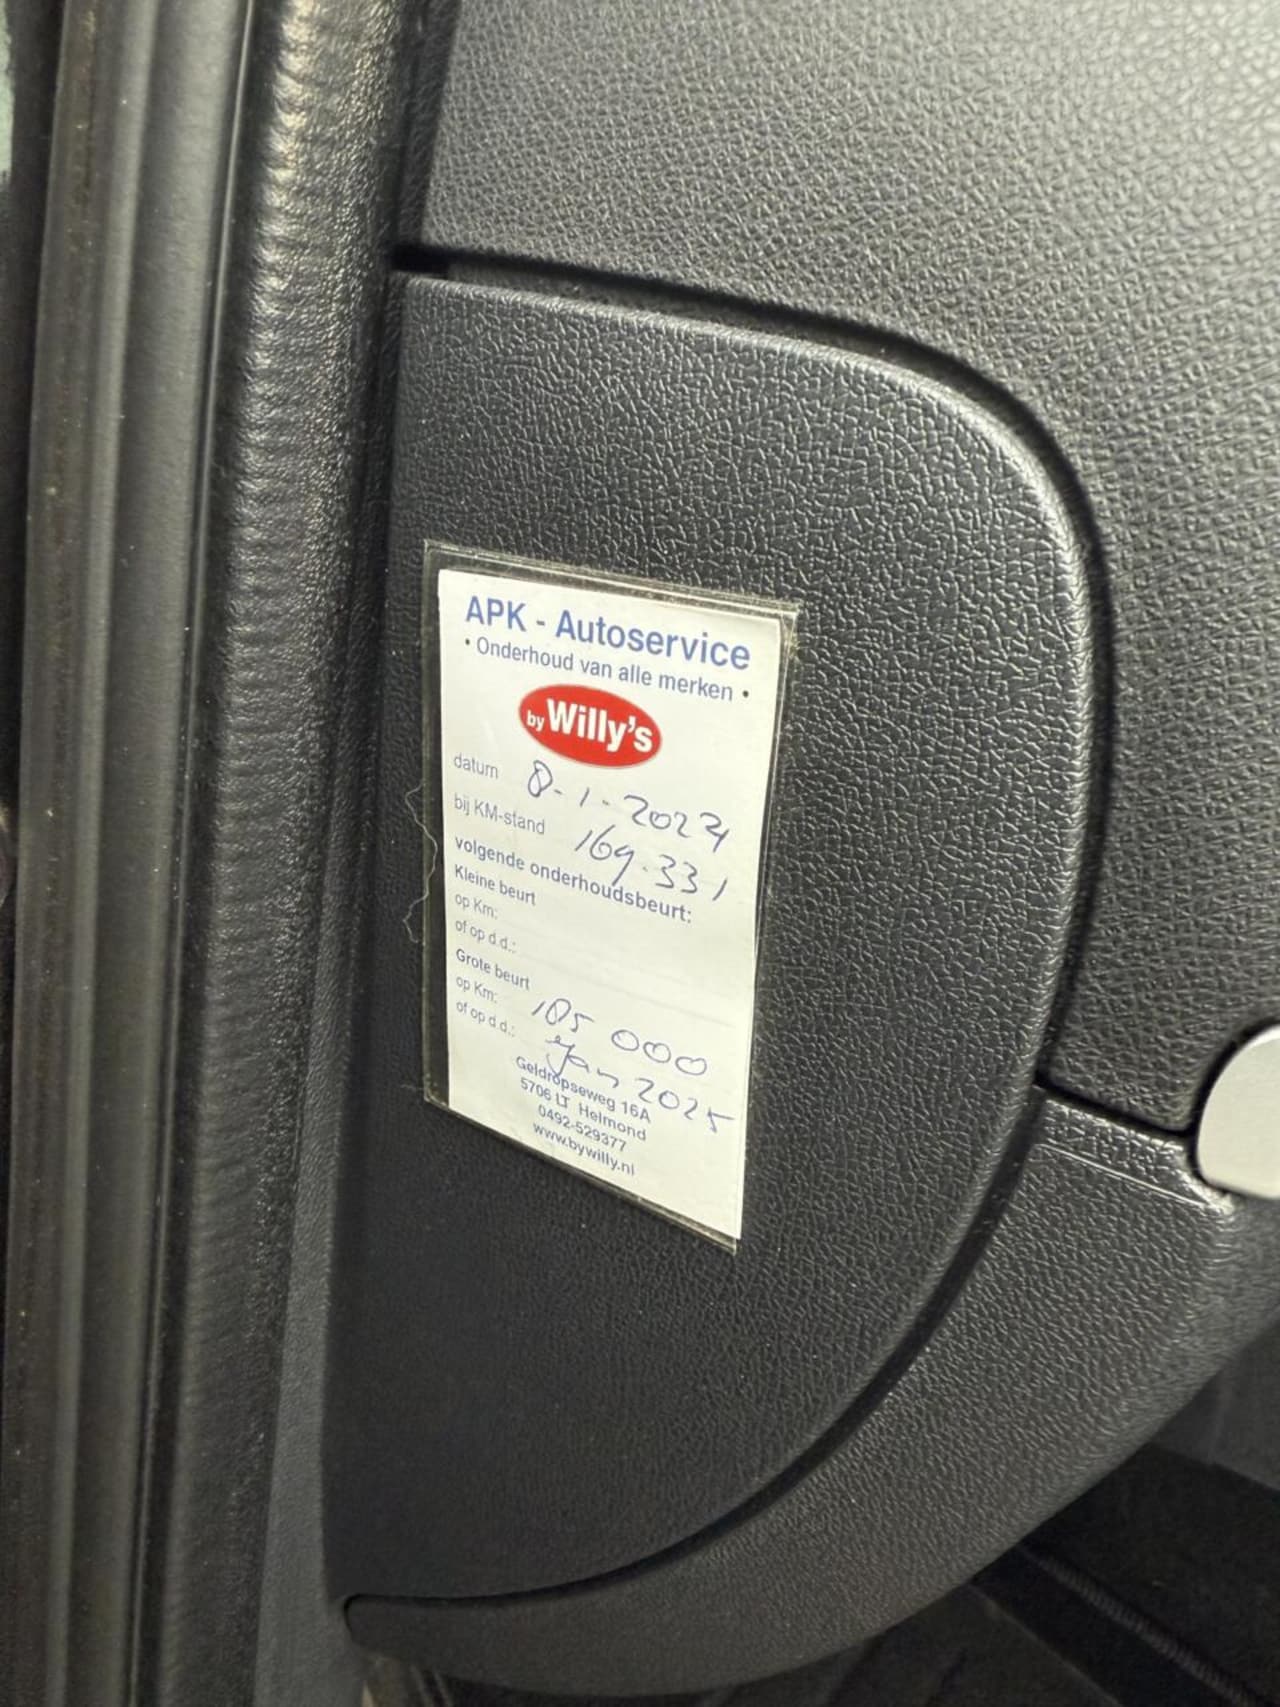 APK - Autoservice
• Onderhoud van alle merken •
by Willy's
datum 8-1-2024
bij KM-stand 169.331
volgende onderhoudsbeurt:
Kleine beurt
op Km:
of op d.d.:
Grote beurt
op Km: 185 000
of op d.d.: Jan 2025
Geldropseweg 16A
5706 LT Helmond
0492-529377
www.bywilly.nl